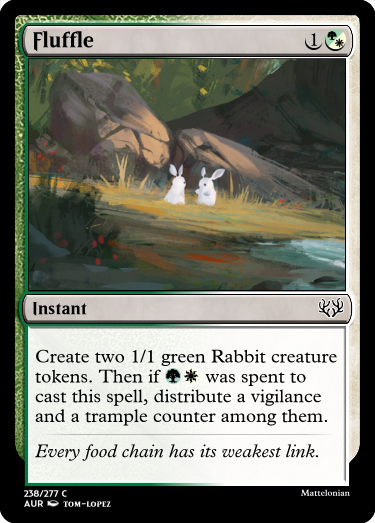 Fluffle 1
Instant
Create two 1/1 green Rabbit creature
tokens. Then if was spent to
cast this spell, distribute a vigilance
and a trample counter among them.
Every food chain has its weakest link.
238/277 C
Mattelonian
AUR TOM-LOPEZ